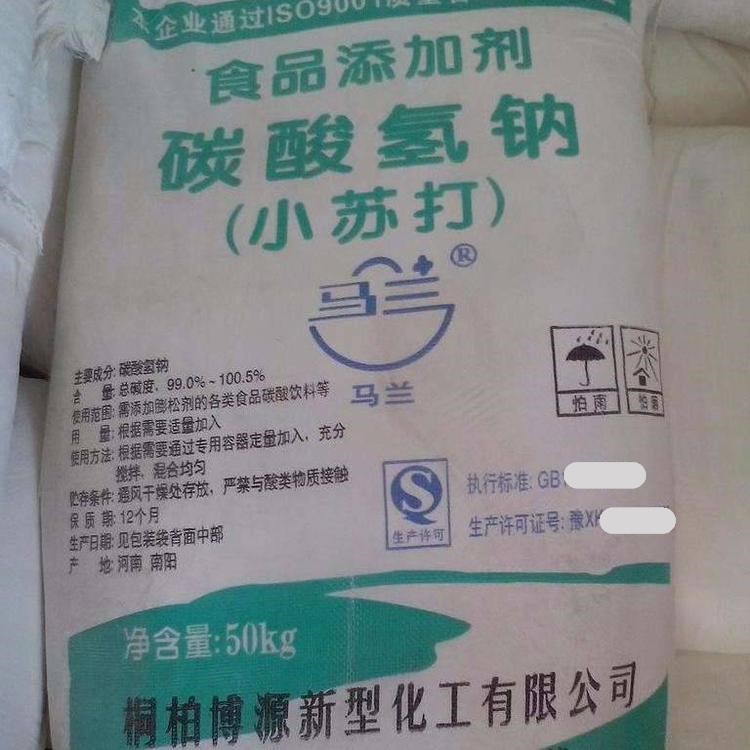 企业通过ISO9001质量
食品添加剂
碳酸氢钠
(小苏打)
马兰®
马兰
怕雨
怕
主要成分:碳酸氢钠
含 量:总碱度、99.0%~100.5%
使用范围:需添加膨松剂的各类食品碳酸饮料等
用 量:根据需要适量加入
使用方法:根据需要通过专用容器定量加入，充分
搅拌、混合均匀
贮存条件:通风干燥处存放，严禁与酸类物质接触
保 质 期:12个月
生产日期:见包装袋背面中部
产 地:河南 南阳
生产许可
执行标准:GB
生产许可证号:豫XK
净含量:50kg
桐柏博源新型化工有限公司